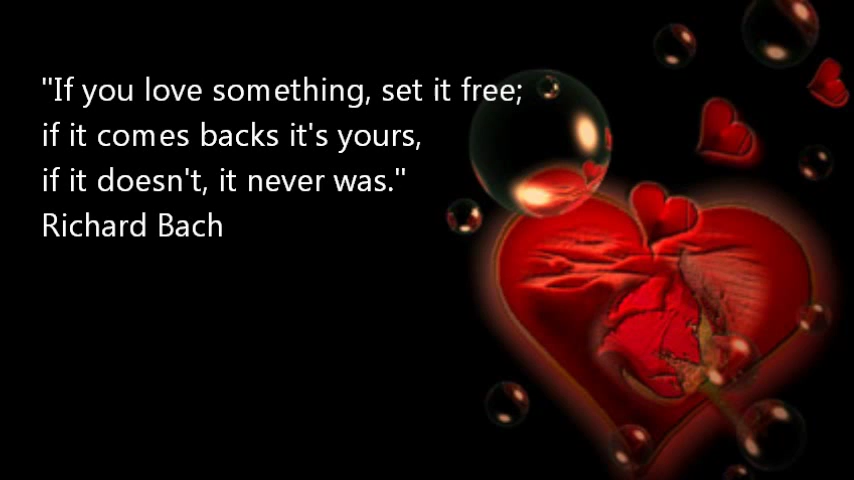 "If you love something, set it free;
if it comes backs it's yours,
if it doesn't, it never was."
Richard Bach